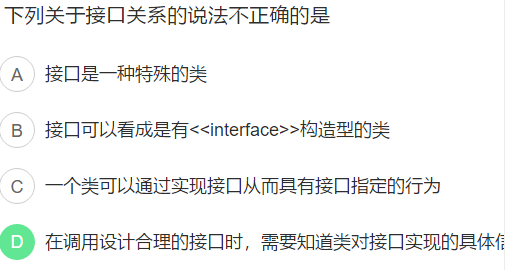 下列关于接口关系的说法不正确的是
A 接口是一种特殊的类
B 接口可以看成是有<<interface>>构造型的类
C 一个类可以通过实现接口从而具有接口指定的行为
D 在调用设计合理的接口时，需要知道类对接口实现的具体